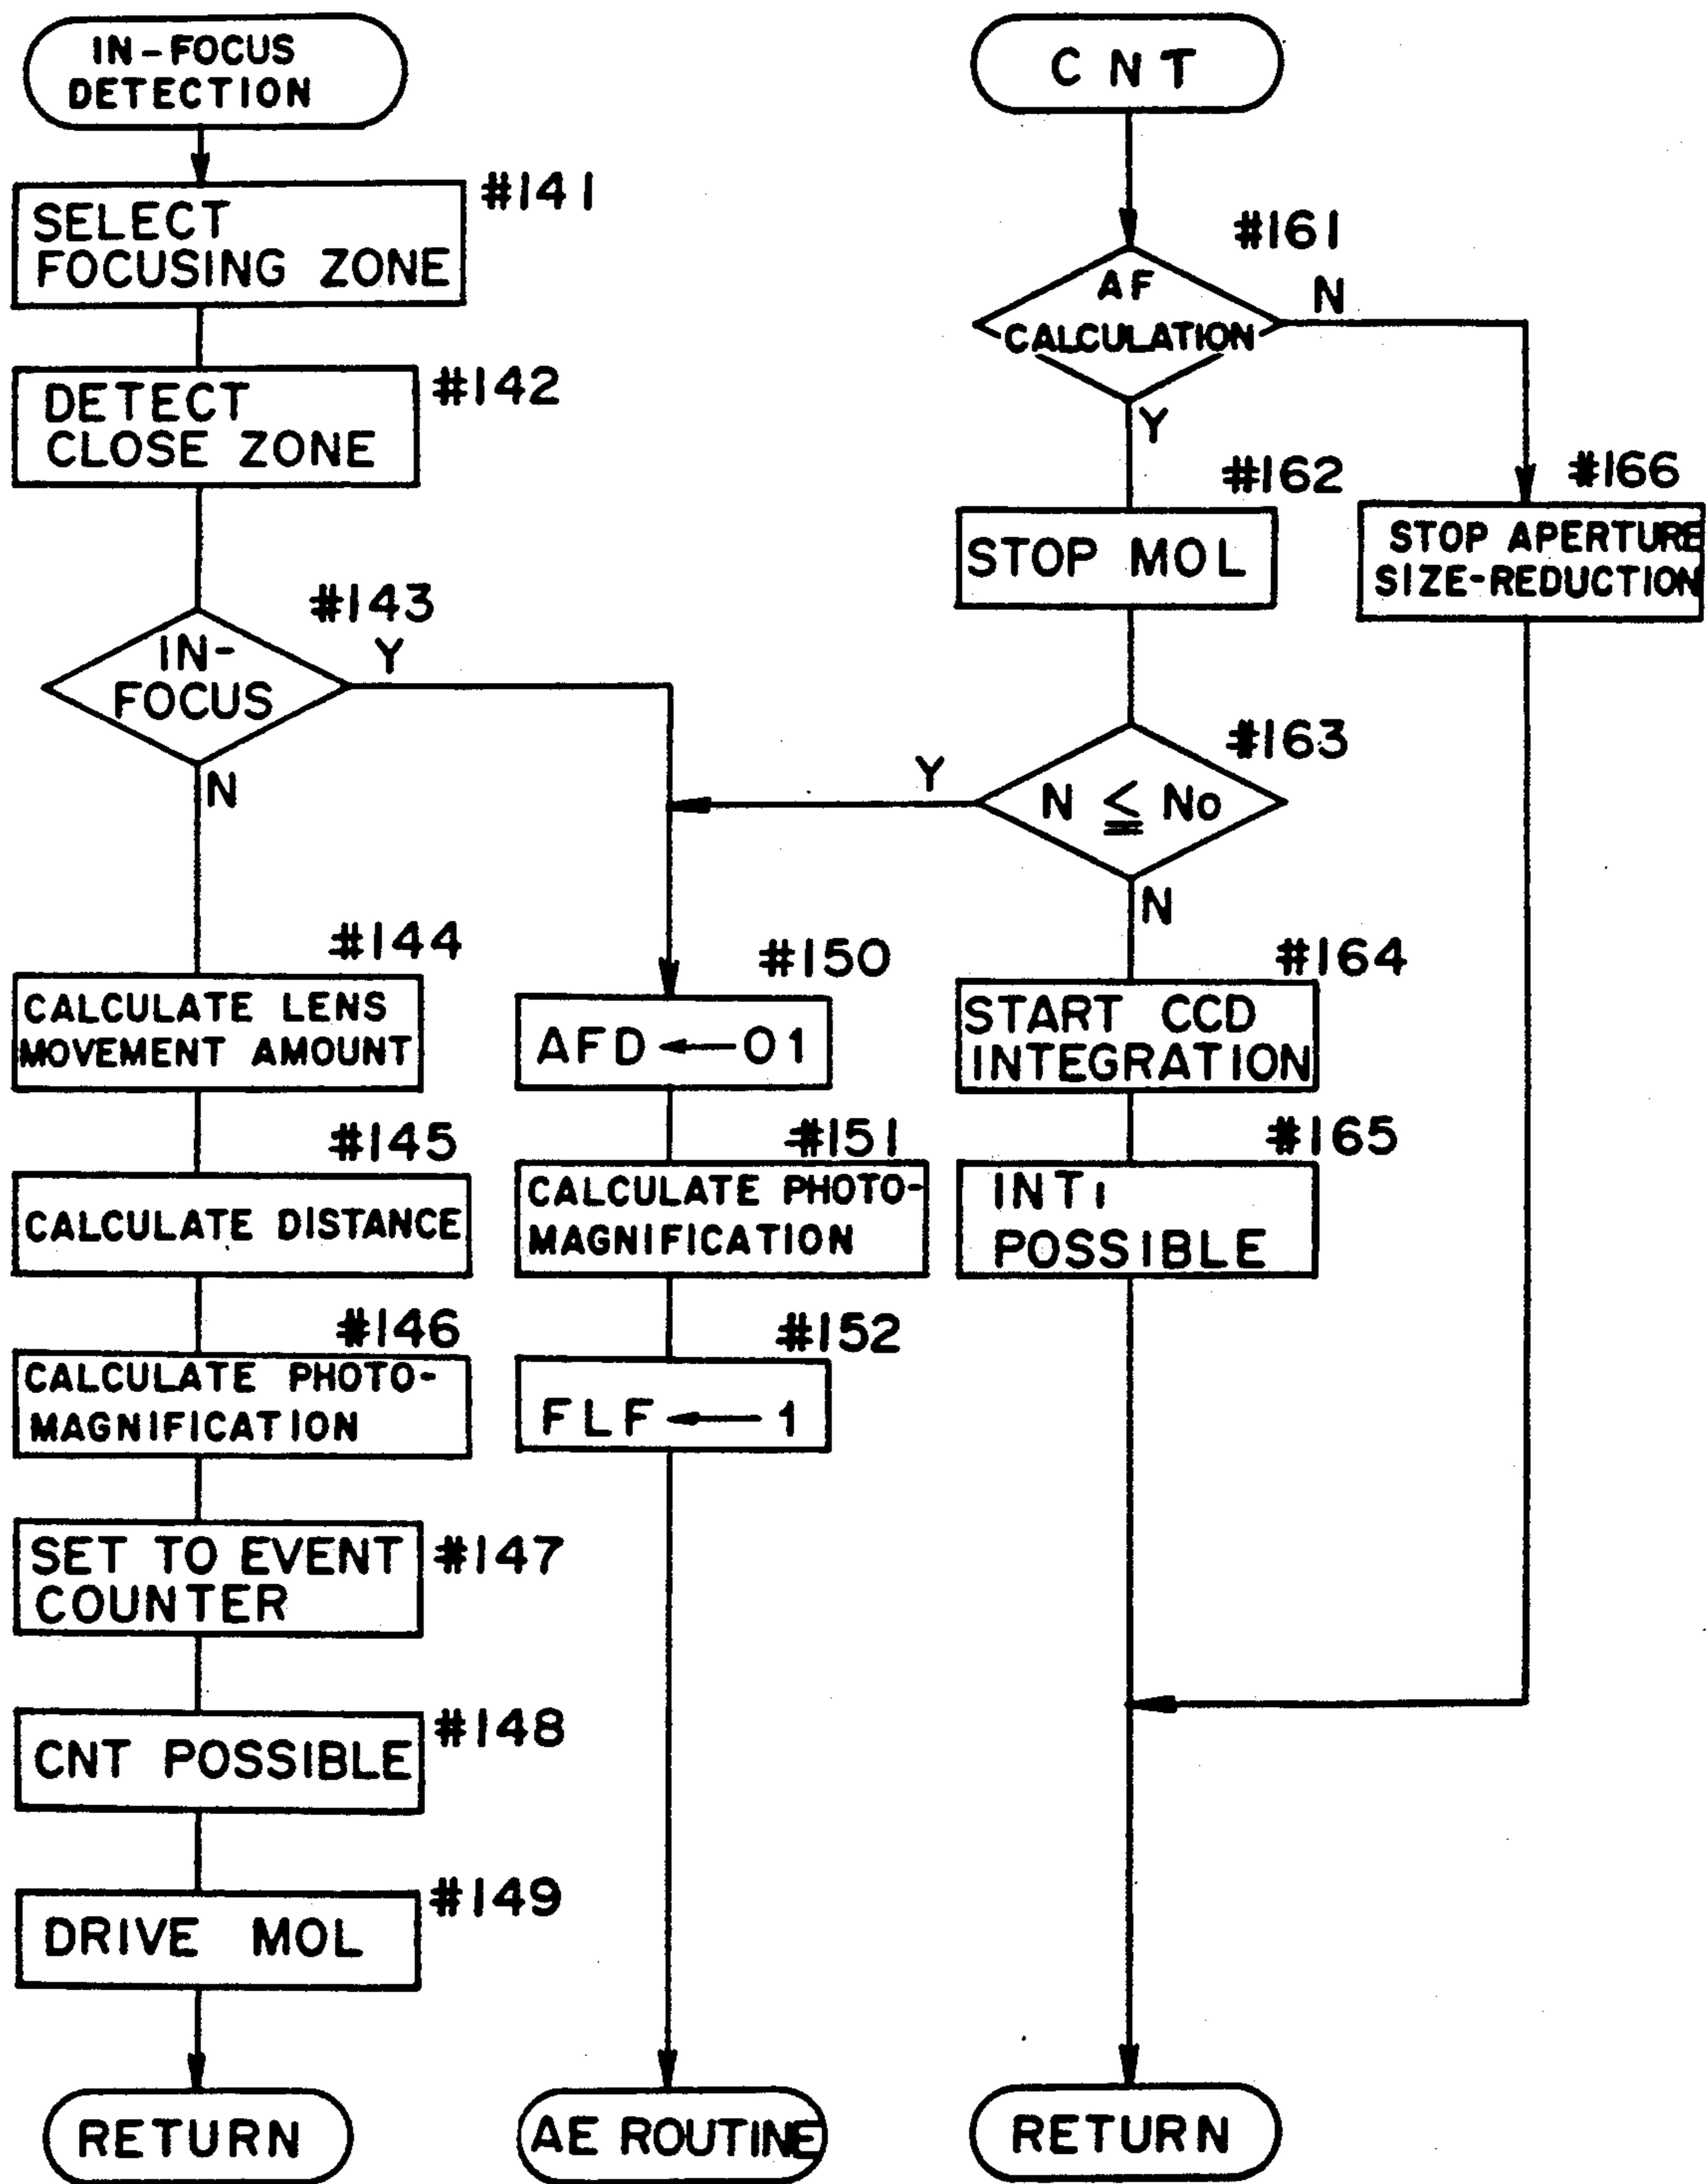 IN-FOCUS
DETECTION
#141
SELECT
FOCUSING ZONE
#142
DETECT
CLOSE ZONE
#143
IN-
FOCUS
Y
N
#144
CALCULATE LENS
MOVEMENT AMOUNT
#145
CALCULATE DISTANCE
#146
CALCULATE PHOTO-
MAGNIFICATION
SET TO EVENT
COUNTER
#147
CNT POSSIBLE
#148
DRIVE MOL
#149
RETURN
#150
AFD ← 01
#151
CALCULATE PHOTO-
MAGNIFICATION
#152
FLF ← 1
AE ROUTINE
CNT
#161
AF
CALCULATION
N
Y
#162
STOP MOL
#163
N ≦ No
Y
N
#164
START CCD
INTEGRATION
#165
INT1
POSSIBLE
#166
STOP APERTURE
SIZE-REDUCTION
RETURN